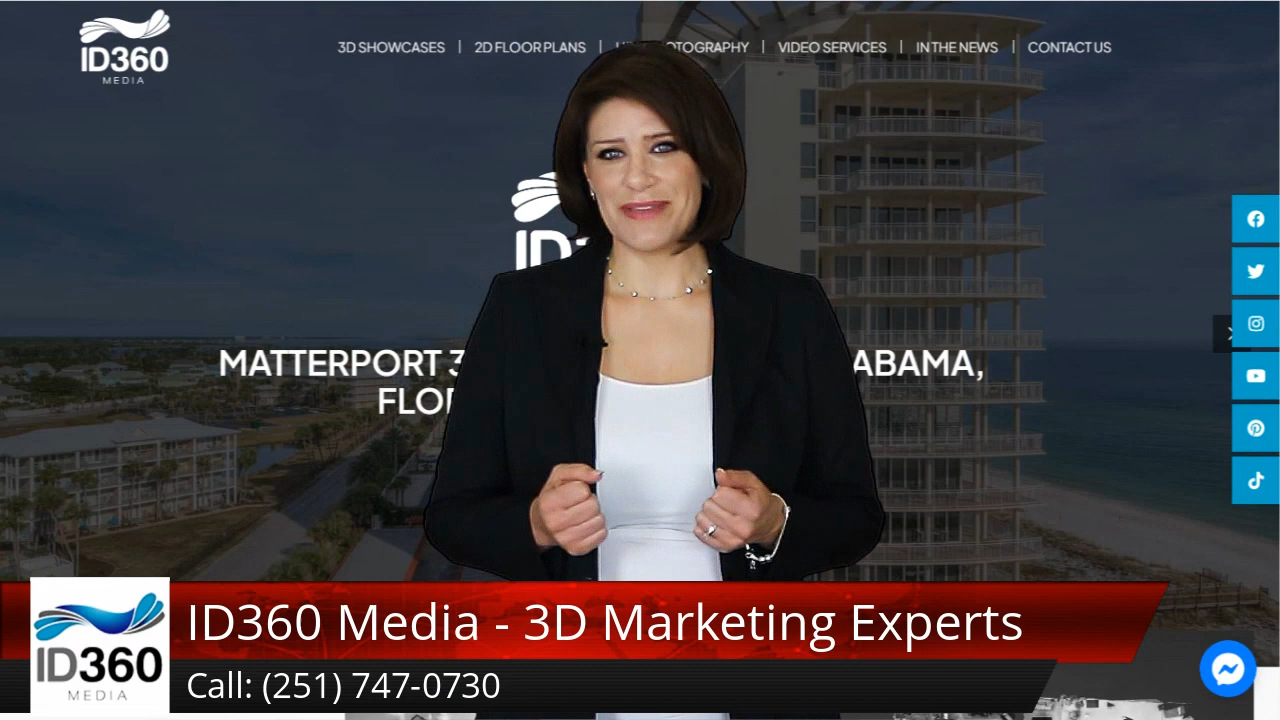 ID360
MEDIA
3D SHOWCASES | 2D FLOOR PLANS | PHOTOGRAPHY | VIDEO SERVICES | IN THE NEWS | CONTACT US
MATTERPORT
ID360 Media - 3D Marketing Experts
ID360
MEDIA
Call: (251) 747-0730